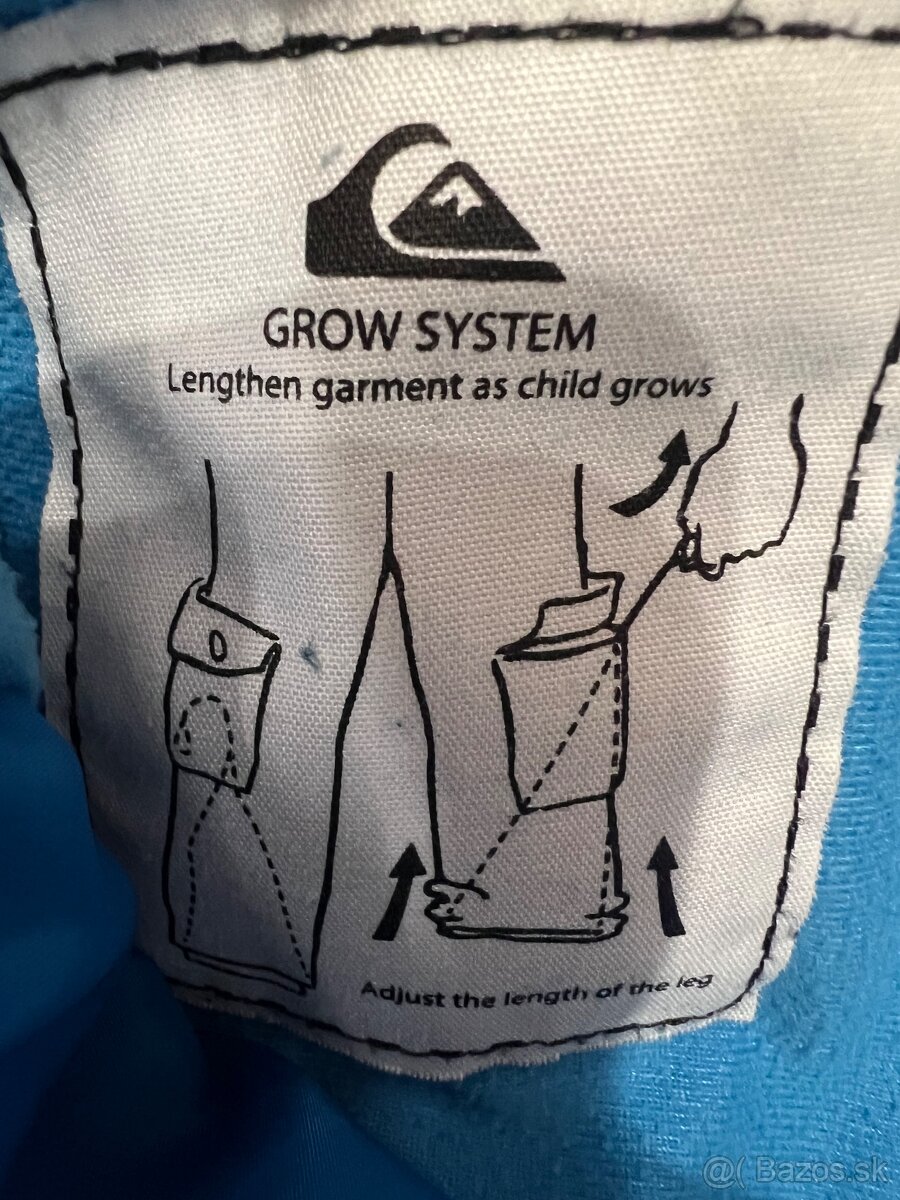 GROW SYSTEM
Lengthen garment as child grows
Adjust the length of the leg
@( Bazos.sk